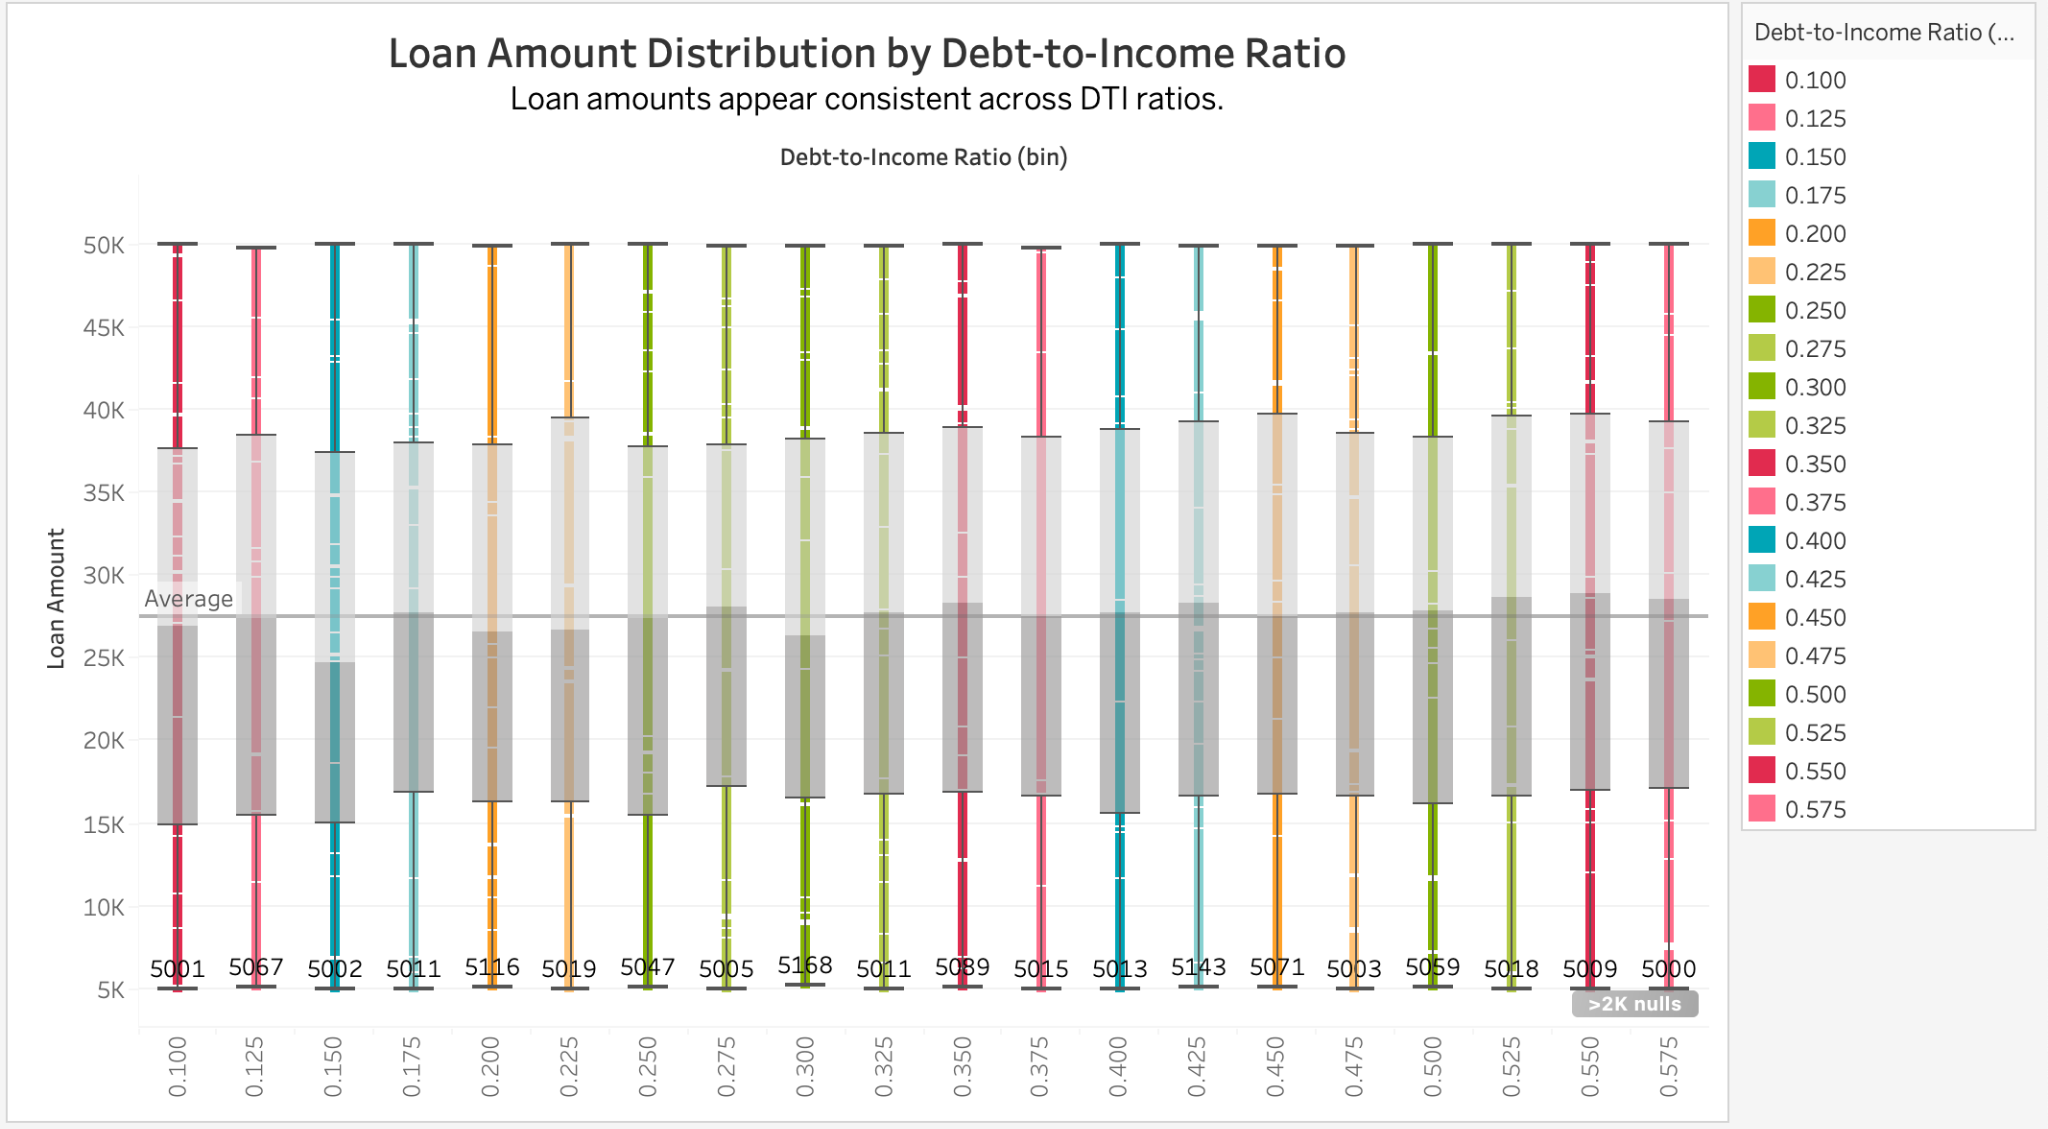 Loan Amount Distribution by Debt-to-Income Ratio
Loan amounts appear consistent across DTI ratios.
Debt-to-Income Ratio (bin)
Loan Amount
50K
45K
40K
35K
30K
25K
20K
15K
10K
5K
Average
5001 5067 5002 5011 5116 5019 5047 5005 5168 5011 5089 5015 5013 5143 5071 5003 5059 5018 5009 5000
>2K nulls
0.100 0.125 0.150 0.175 0.200 0.225 0.250 0.275 0.300 0.325 0.350 0.375 0.400 0.425 0.450 0.475 0.500 0.525 0.550 0.575
Debt-to-Income Ratio (...
0.100
0.125
0.150
0.175
0.200
0.225
0.250
0.275
0.300
0.325
0.350
0.375
0.400
0.425
0.450
0.475
0.500
0.525
0.550
0.575